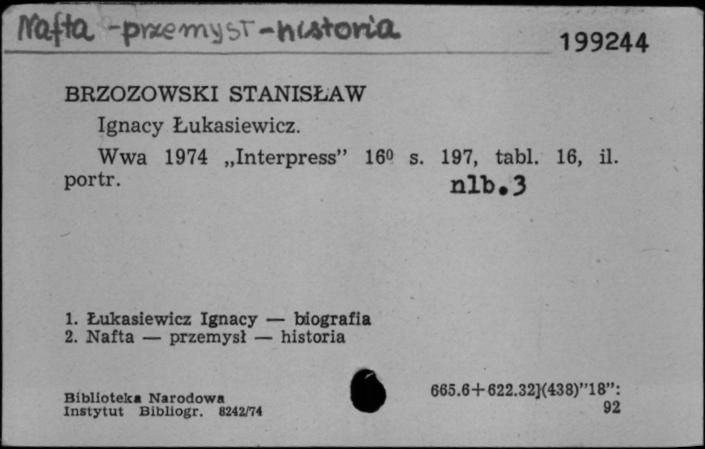 Nafta - przemysł - historia
199244
BRZOZOWSKI STANISŁAW
Ignacy Łukasiewicz.
Wwa 1974 „Interpress” 16⁰ s. 197, tabl. 16, il.
portr.
nlb.3
1. Łukasiewicz Ignacy — biografia
2. Nafta — przemysł — historia
Biblioteka Narodowa
Instytut Bibliogr. 8242/74
665.6+622.32](438)”18”:
92